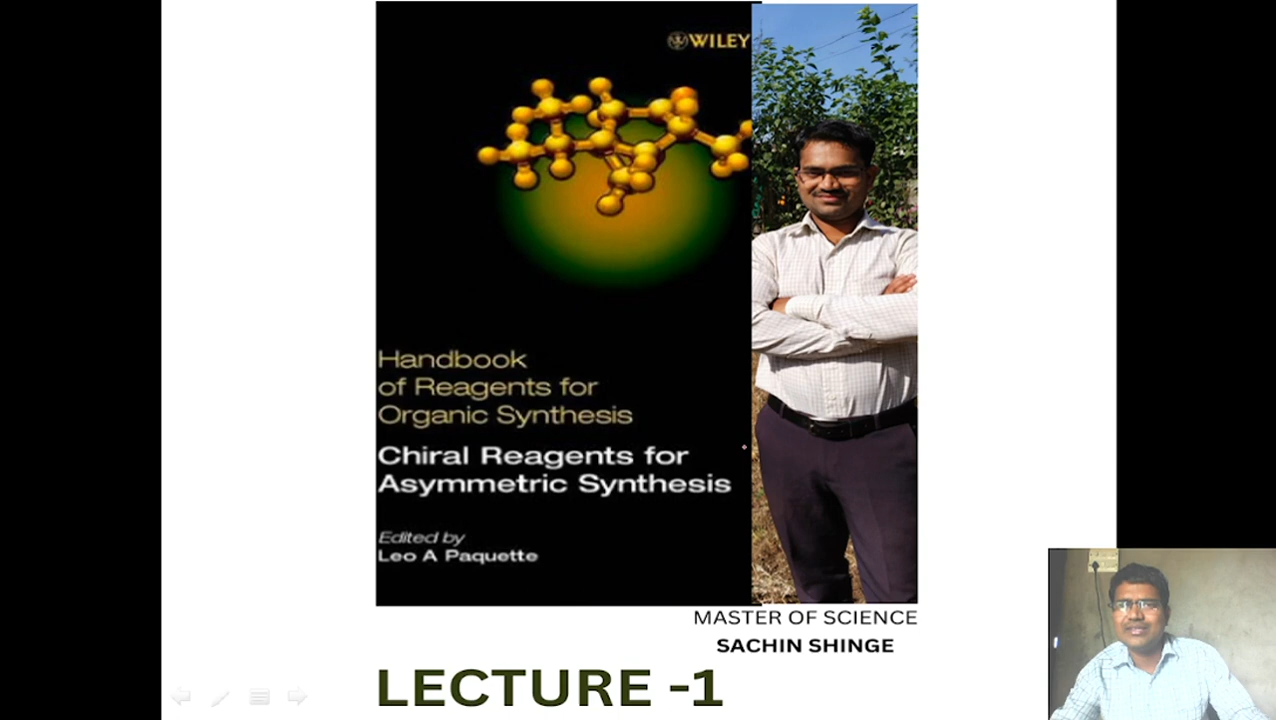 WILEY
Handbook
of Reagents for
Organic Synthesis
Chiral Reagents for
Asymmetric Synthesis
Edited by
Leo A Paquette
MASTER OF SCIENCE
SACHIN SHINGE
LECTURE -1